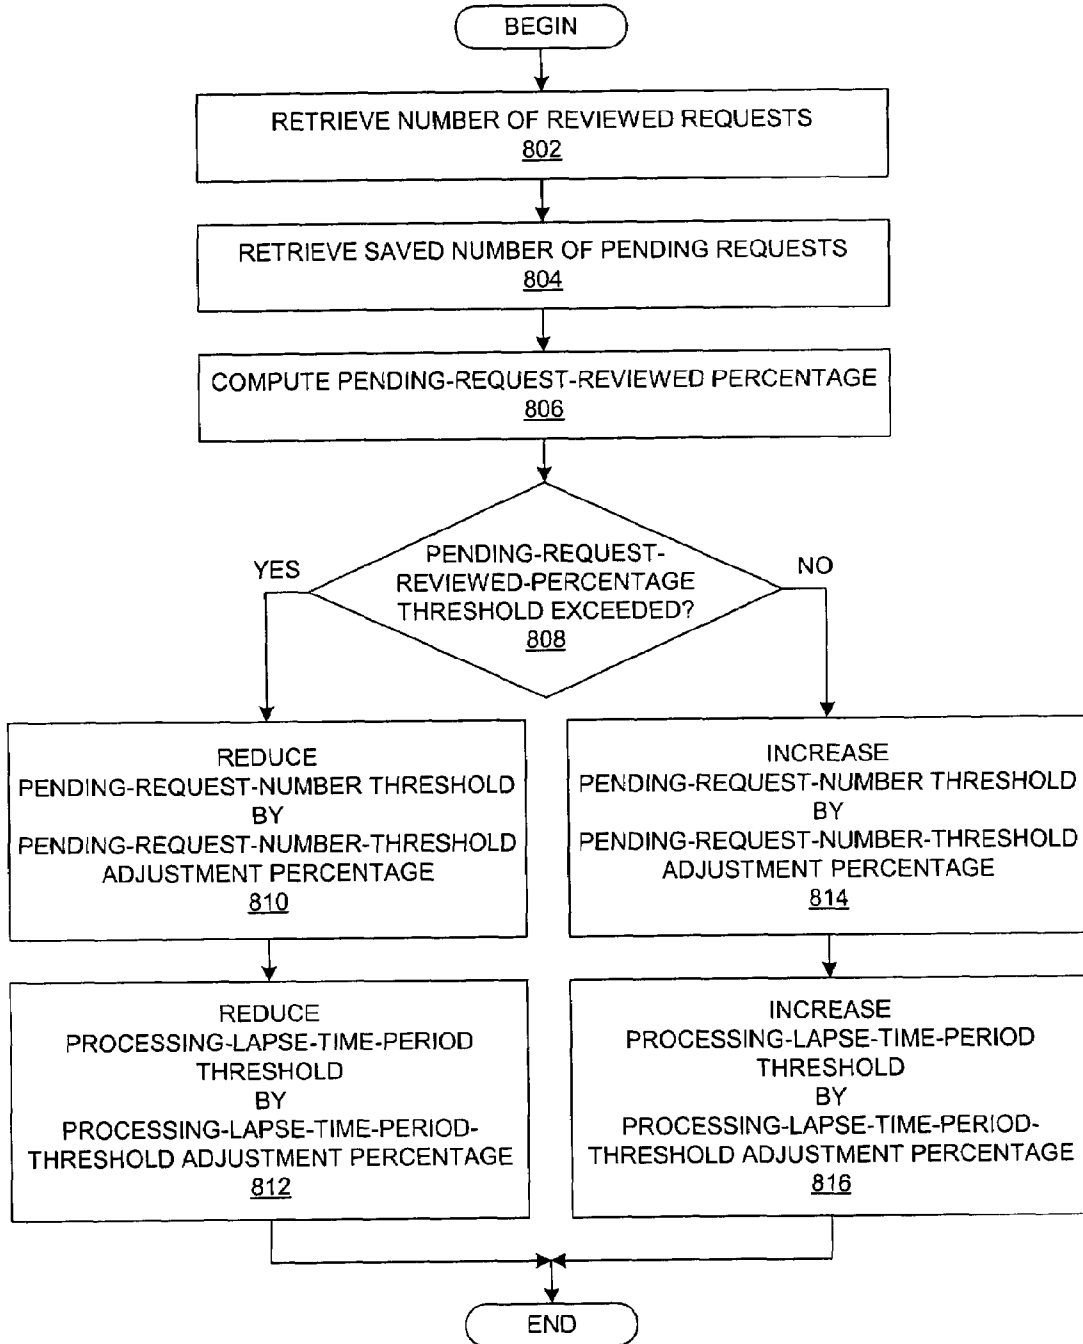 BEGIN
RETRIEVE NUMBER OF REVIEWED REQUESTS
802
RETRIEVE SAVED NUMBER OF PENDING REQUESTS
804
COMPUTE PENDING-REQUEST-REVIEWED PERCENTAGE
806
PENDING-REQUEST-
REVIEWED-PERCENTAGE
THRESHOLD EXCEEDED?
808
YES
NO
REDUCE
PENDING-REQUEST-NUMBER THRESHOLD
BY
PENDING-REQUEST-NUMBER-THRESHOLD
ADJUSTMENT PERCENTAGE
810
INCREASE
PENDING-REQUEST-NUMBER THRESHOLD
BY
PENDING-REQUEST-NUMBER-THRESHOLD
ADJUSTMENT PERCENTAGE
814
REDUCE
PROCESSING-LAPSE-TIME-PERIOD
THRESHOLD
BY
PROCESSING-LAPSE-TIME-PERIOD-
THRESHOLD ADJUSTMENT PERCENTAGE
812
INCREASE
PROCESSING-LAPSE-TIME-PERIOD
THRESHOLD
BY
PROCESSING-LAPSE-TIME-PERIOD-
THRESHOLD ADJUSTMENT PERCENTAGE
816
END